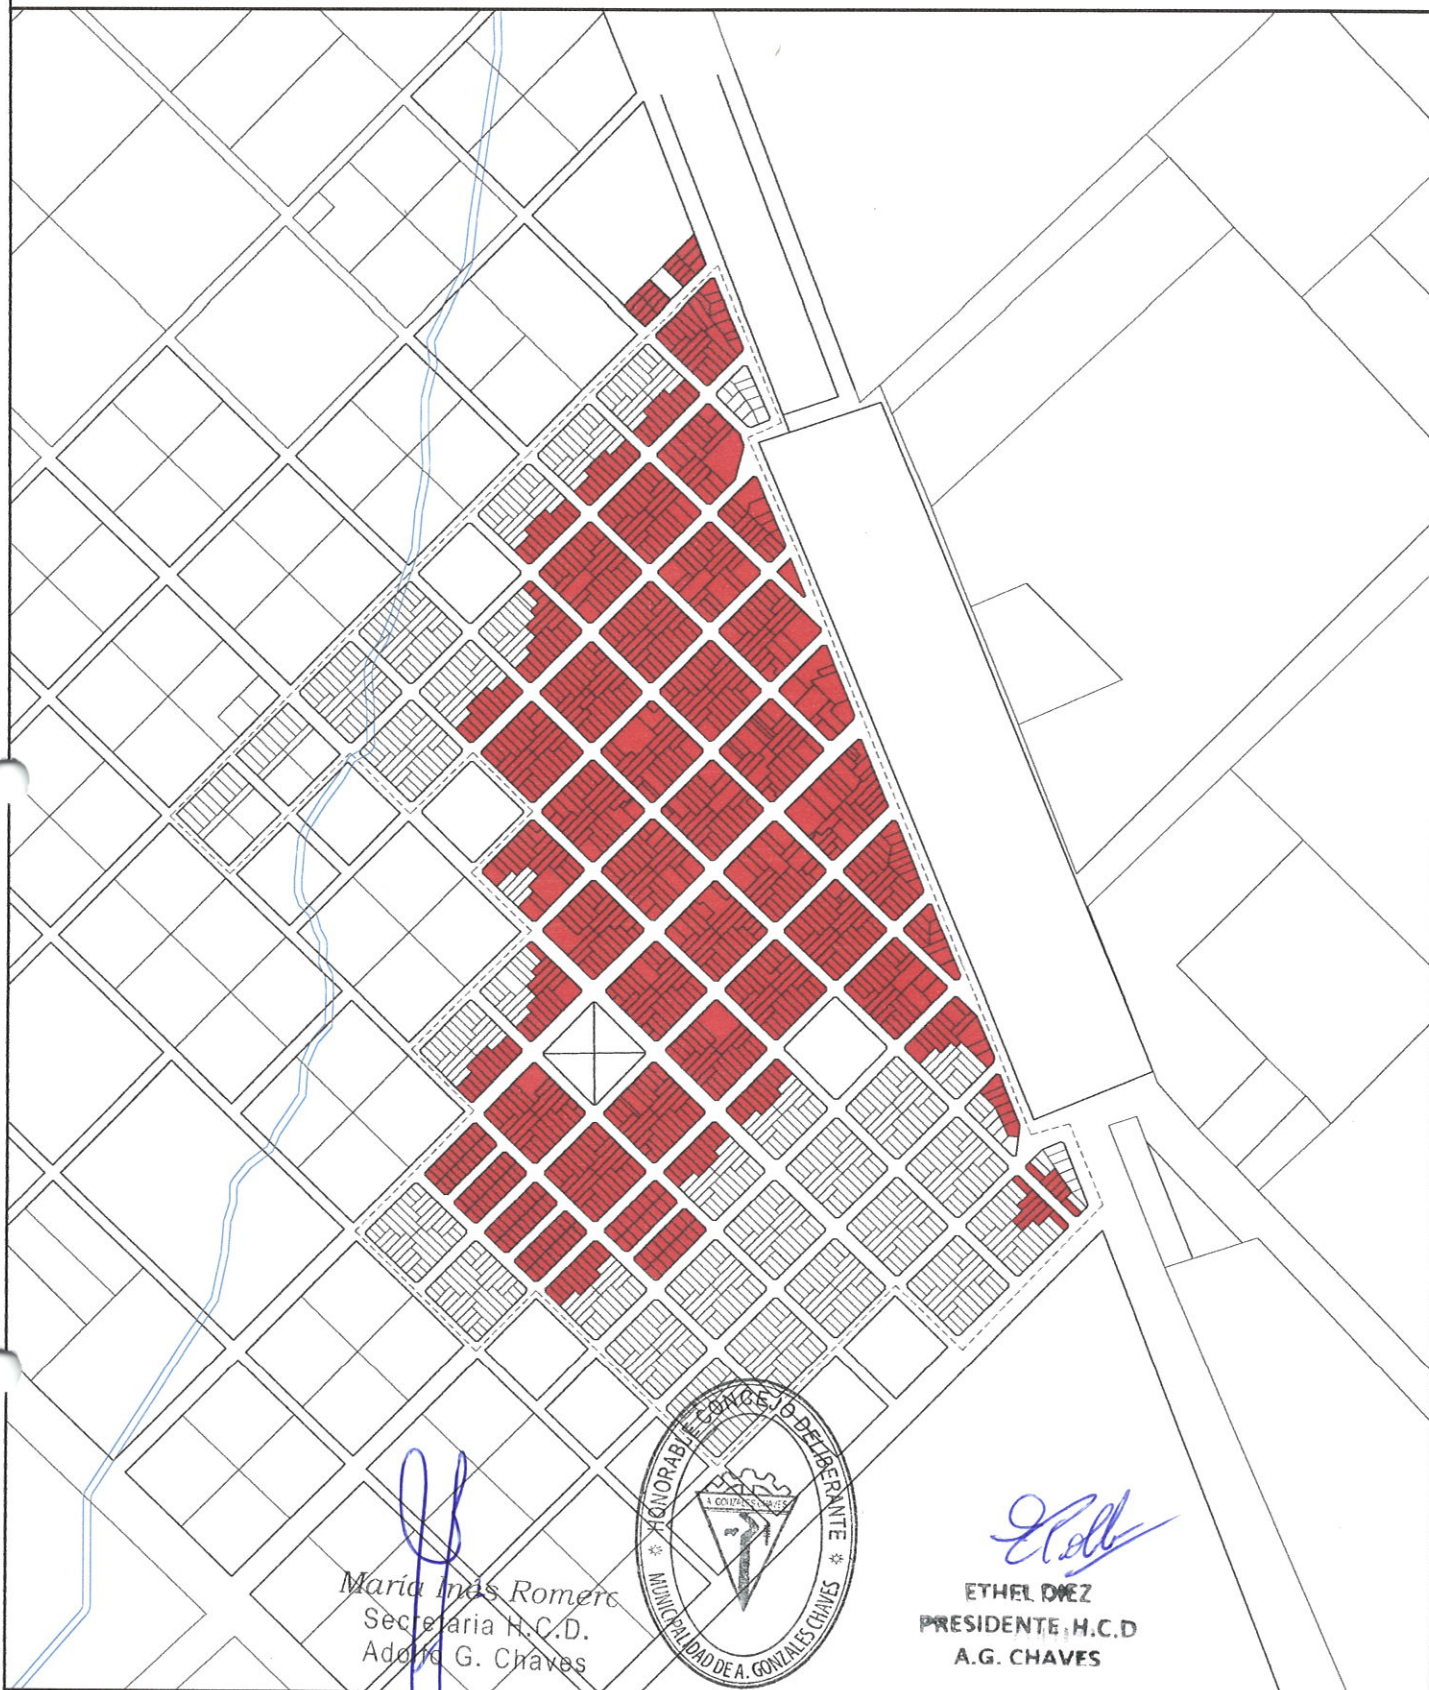 HONORABLE CONCEJO DELIBERANTE
A. GONZALES CHAVES
MUNICIPALIDAD DE A. GONZALES CHAVES
María Inés Romero
Secretaria H.C.D.
Adolfo G. Chaves
ETHEL DIEZ
PRESIDENTE H.C.D
A.G. CHAVES